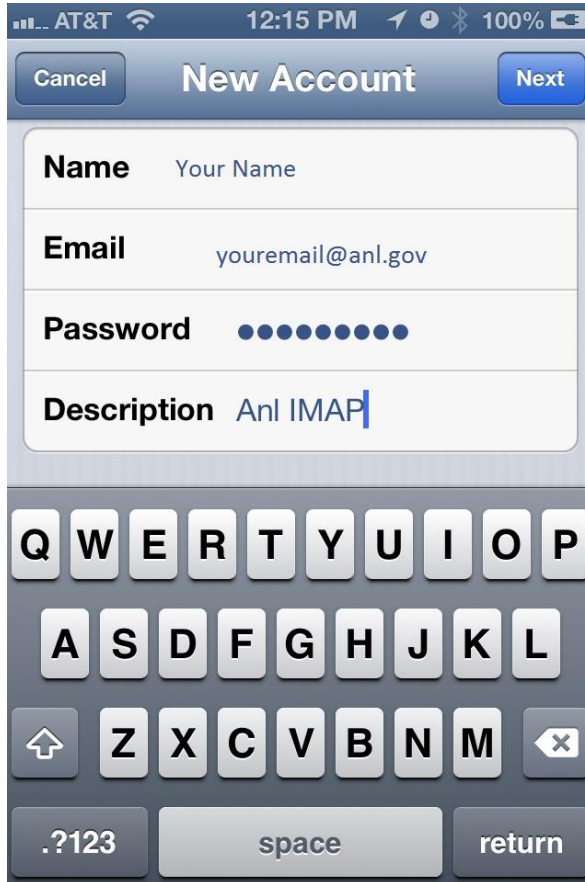 AT&T 12:15 PM 100%
Cancel New Account Next
Name Your Name
Email youremail@anl.gov
Password ●●●●●●●●●
Description Anl IMAP
Q W E R T Y U I O P
A S D F G H J K L
Z X C V B N M
.?123 space return